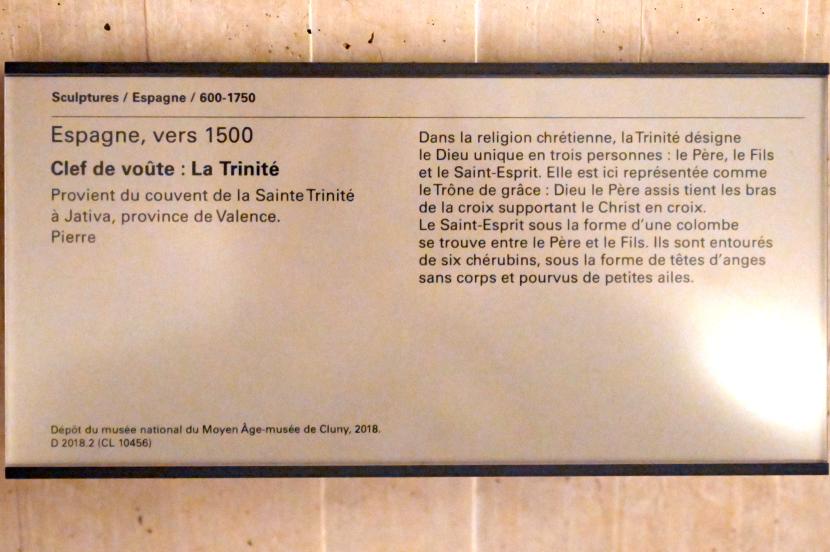 Sculptures / Espagne / 600-1750
Espagne, vers 1500
Clef de voûte : La Trinité
Provient du couvent de la Sainte Trinité
à Jativa, province de Valence.
Pierre
Dans la religion chrétienne, la Trinité désigne
le Dieu unique en trois personnes : le Père, le Fils
et le Saint-Esprit. Elle est ici représentée comme
le Trône de grâce : Dieu le Père assis tient les bras
de la croix supportant le Christ en croix.
Le Saint-Esprit sous la forme d'une colombe
se trouve entre le Père et le Fils. Ils sont entourés
de six chérubins, sous la forme de têtes d'anges
sans corps et pourvus de petites ailes.
Dépôt du musée national du Moyen Âge-musée de Cluny, 2018.
D 2018.2 (CL 10456)